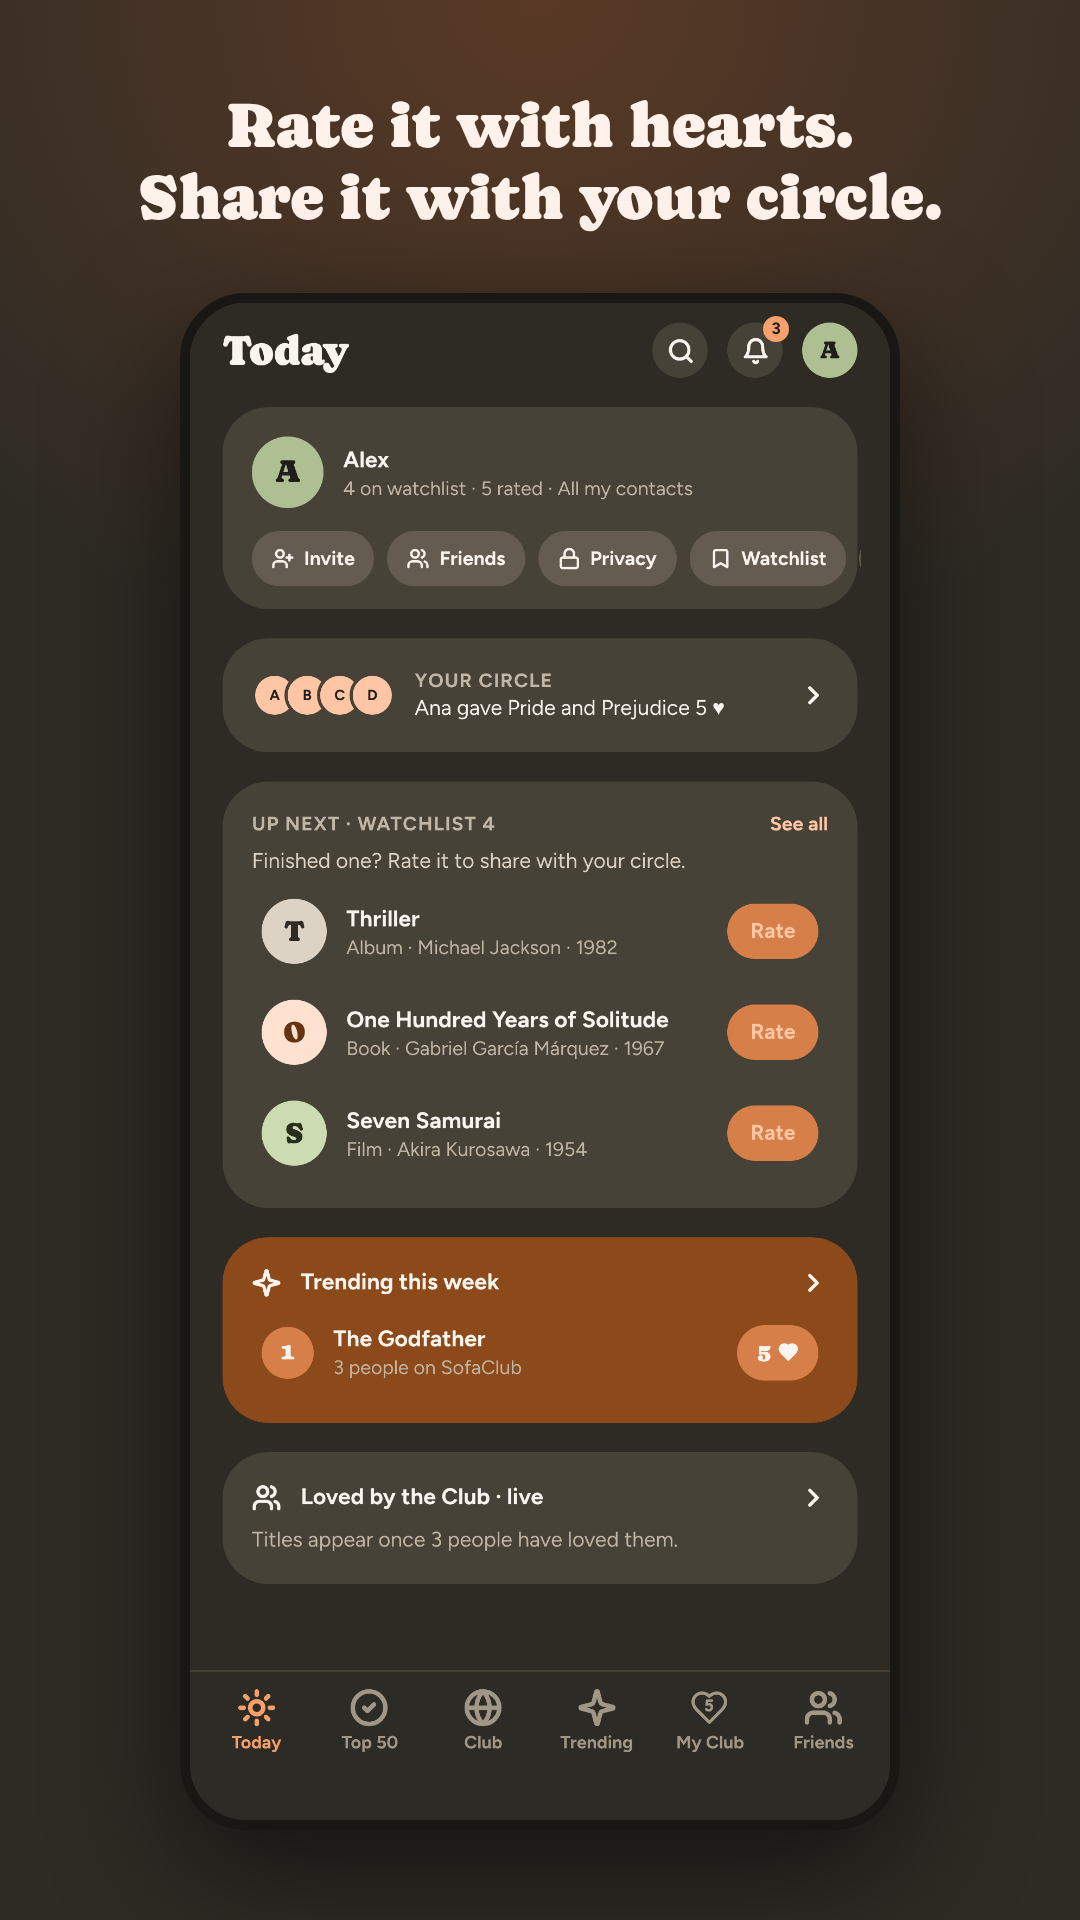 Rate it with hearts.
Share it with your circle.
Today
3
A
A
Alex
4 on watchlist · 5 rated · All my contacts
Invite
Friends
Privacy
Watchlist
A B C D
YOUR CIRCLE
Ana gave Pride and Prejudice 5 ♥
UP NEXT · WATCHLIST 4
See all
Finished one? Rate it to share with your circle.
T
Thriller
Album · Michael Jackson · 1982
Rate
O
One Hundred Years of Solitude
Book · Gabriel García Márquez · 1967
Rate
S
Seven Samurai
Film · Akira Kurosawa · 1954
Rate
Trending this week
1
The Godfather
3 people on SofaClub
5 ♥
Loved by the Club · live
Titles appear once 3 people have loved them.
5
Today
Top 50
Club
Trending
My Club
Friends